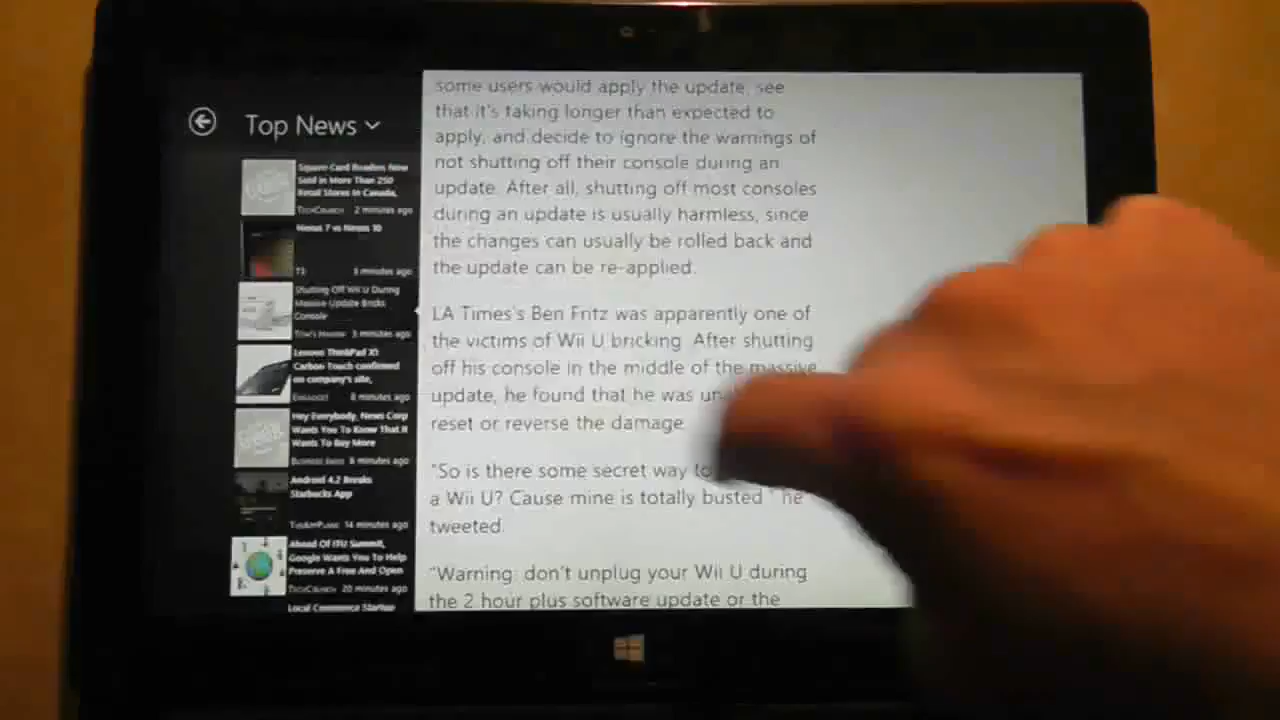 Top News
Square Card Readers Now
Sold in More Than 250
Retail Stores In Canada,
TechCrunch 2 minutes ago
Nexus 7 vs Nexus 10
T3 3 minutes ago
Shutting Off Wii U During
Massive Update Bricks
Console
3 minutes ago
Lenovo ThinkPad X1
Carbon Touch confirmed
on company's site,
Engadget 8 minutes ago
Hey Everybody, News Corp
Wants You To Know That It
Wants To Buy More
Business Insider 8 minutes ago
Android 4.2 Breaks
Starbucks App
14 minutes ago
Ahead Of ITU Summit,
Google Wants You To Help
Preserve A Free And Open
TechCrunch 20 minutes ago
Local Commerce Startup
some users would apply the update, see
that it's taking longer than expected to
apply, and decide to ignore the warnings of
not shutting off their console during an
update. After all, shutting off most consoles
during an update is usually harmless, since
the changes can usually be rolled back and
the update can be re-applied.
LA Times's Ben Fritz was apparently one of
the victims of Wii U bricking. After shutting
off his console in the middle of the massive
update, he found that he was
reset or reverse the damage.
"So is there some secret way to
a Wii U? Cause mine is totally busted," he
tweeted.
"Warning: don't unplug your Wii U during
the 2 hour plus software update or the